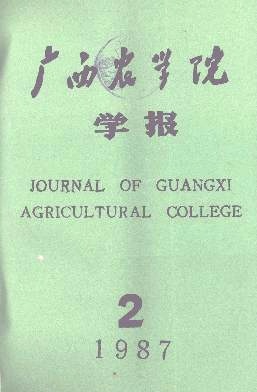 广西农学院
学报
JOURNAL OF GUANGXI
AGRICULTURAL COLLEGE
2
1987